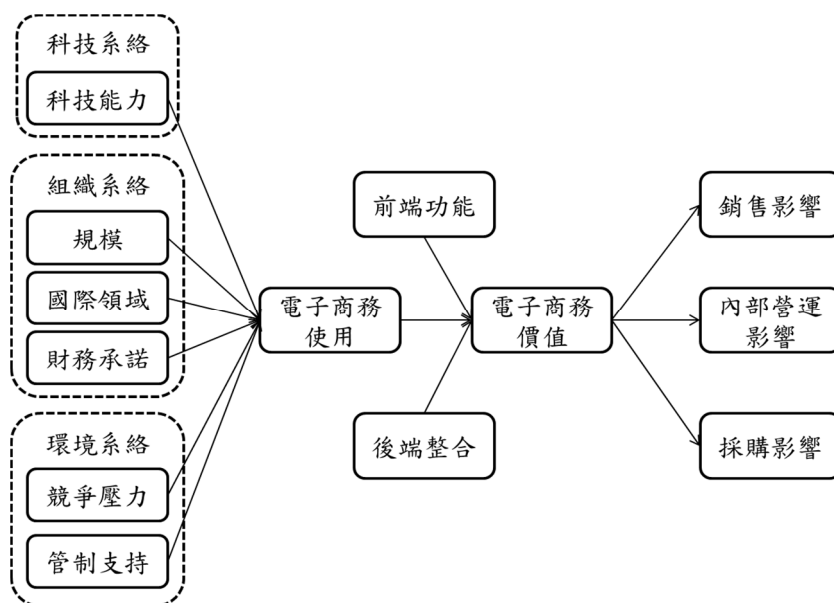 科技系絡
科技能力
組織系絡
規模
國際領域
財務承諾
環境系絡
競爭壓力
管制支持
電子商務
使用
前端功能
電子商務
價值
後端整合
銷售影響
內部營運
影響
採購影響